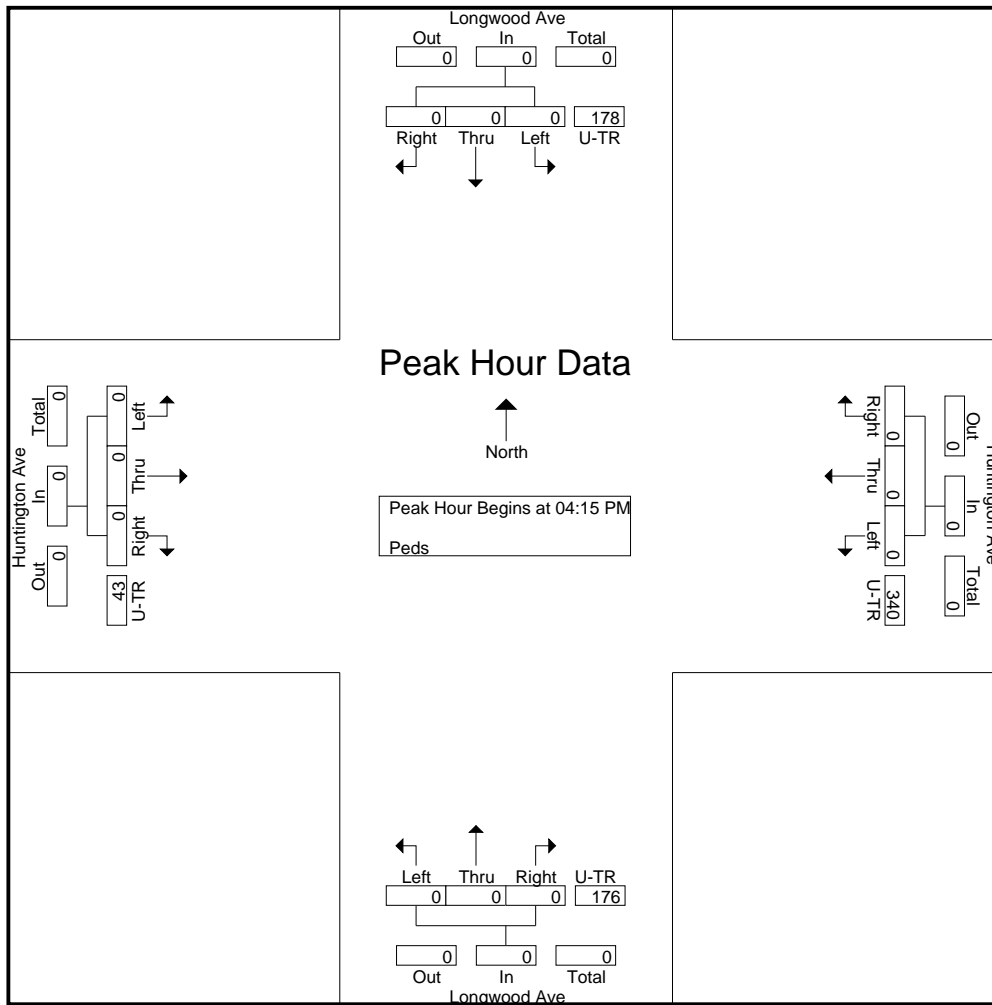 Longwood Ave
Out In Total
0 0 0
0 0 0 178
Right Thru Left U-TR
Peak Hour Data
North
Peak Hour Begins at 04:15 PM
Peds
Huntington Ave
Total In Out
0 0 0
0 0 0 43
Left Thru Right U-TR
Right Thru Left U-TR
0 0 0 340
Out In Total
0 0 0
Huntington Ave
Left Thru Right U-TR
0 0 0 176
0 0 0
Out In Total
Longwood Ave